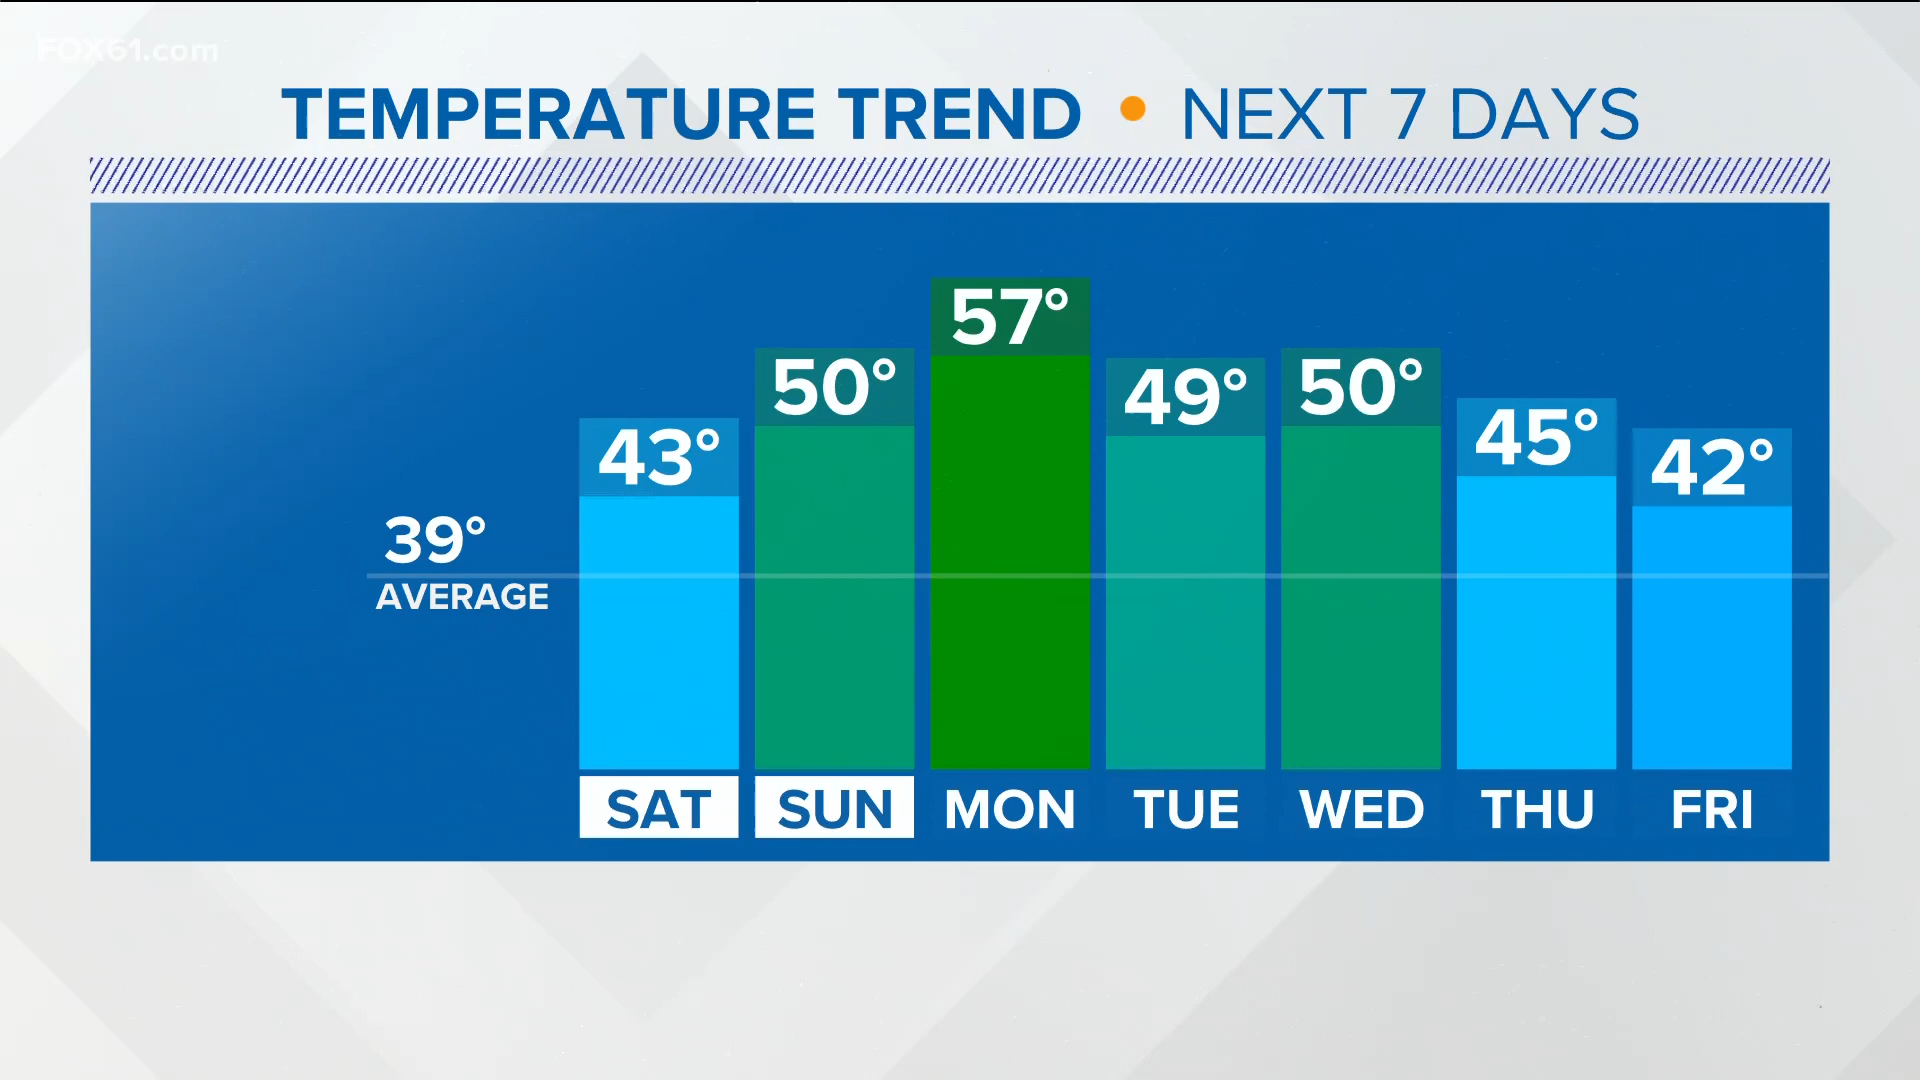 FOX61.com
TEMPERATURE TREND • NEXT 7 DAYS
57°
50°
49°
50°
43°
45°
42°
39°
AVERAGE
SAT SUN MON TUE WED THU FRI